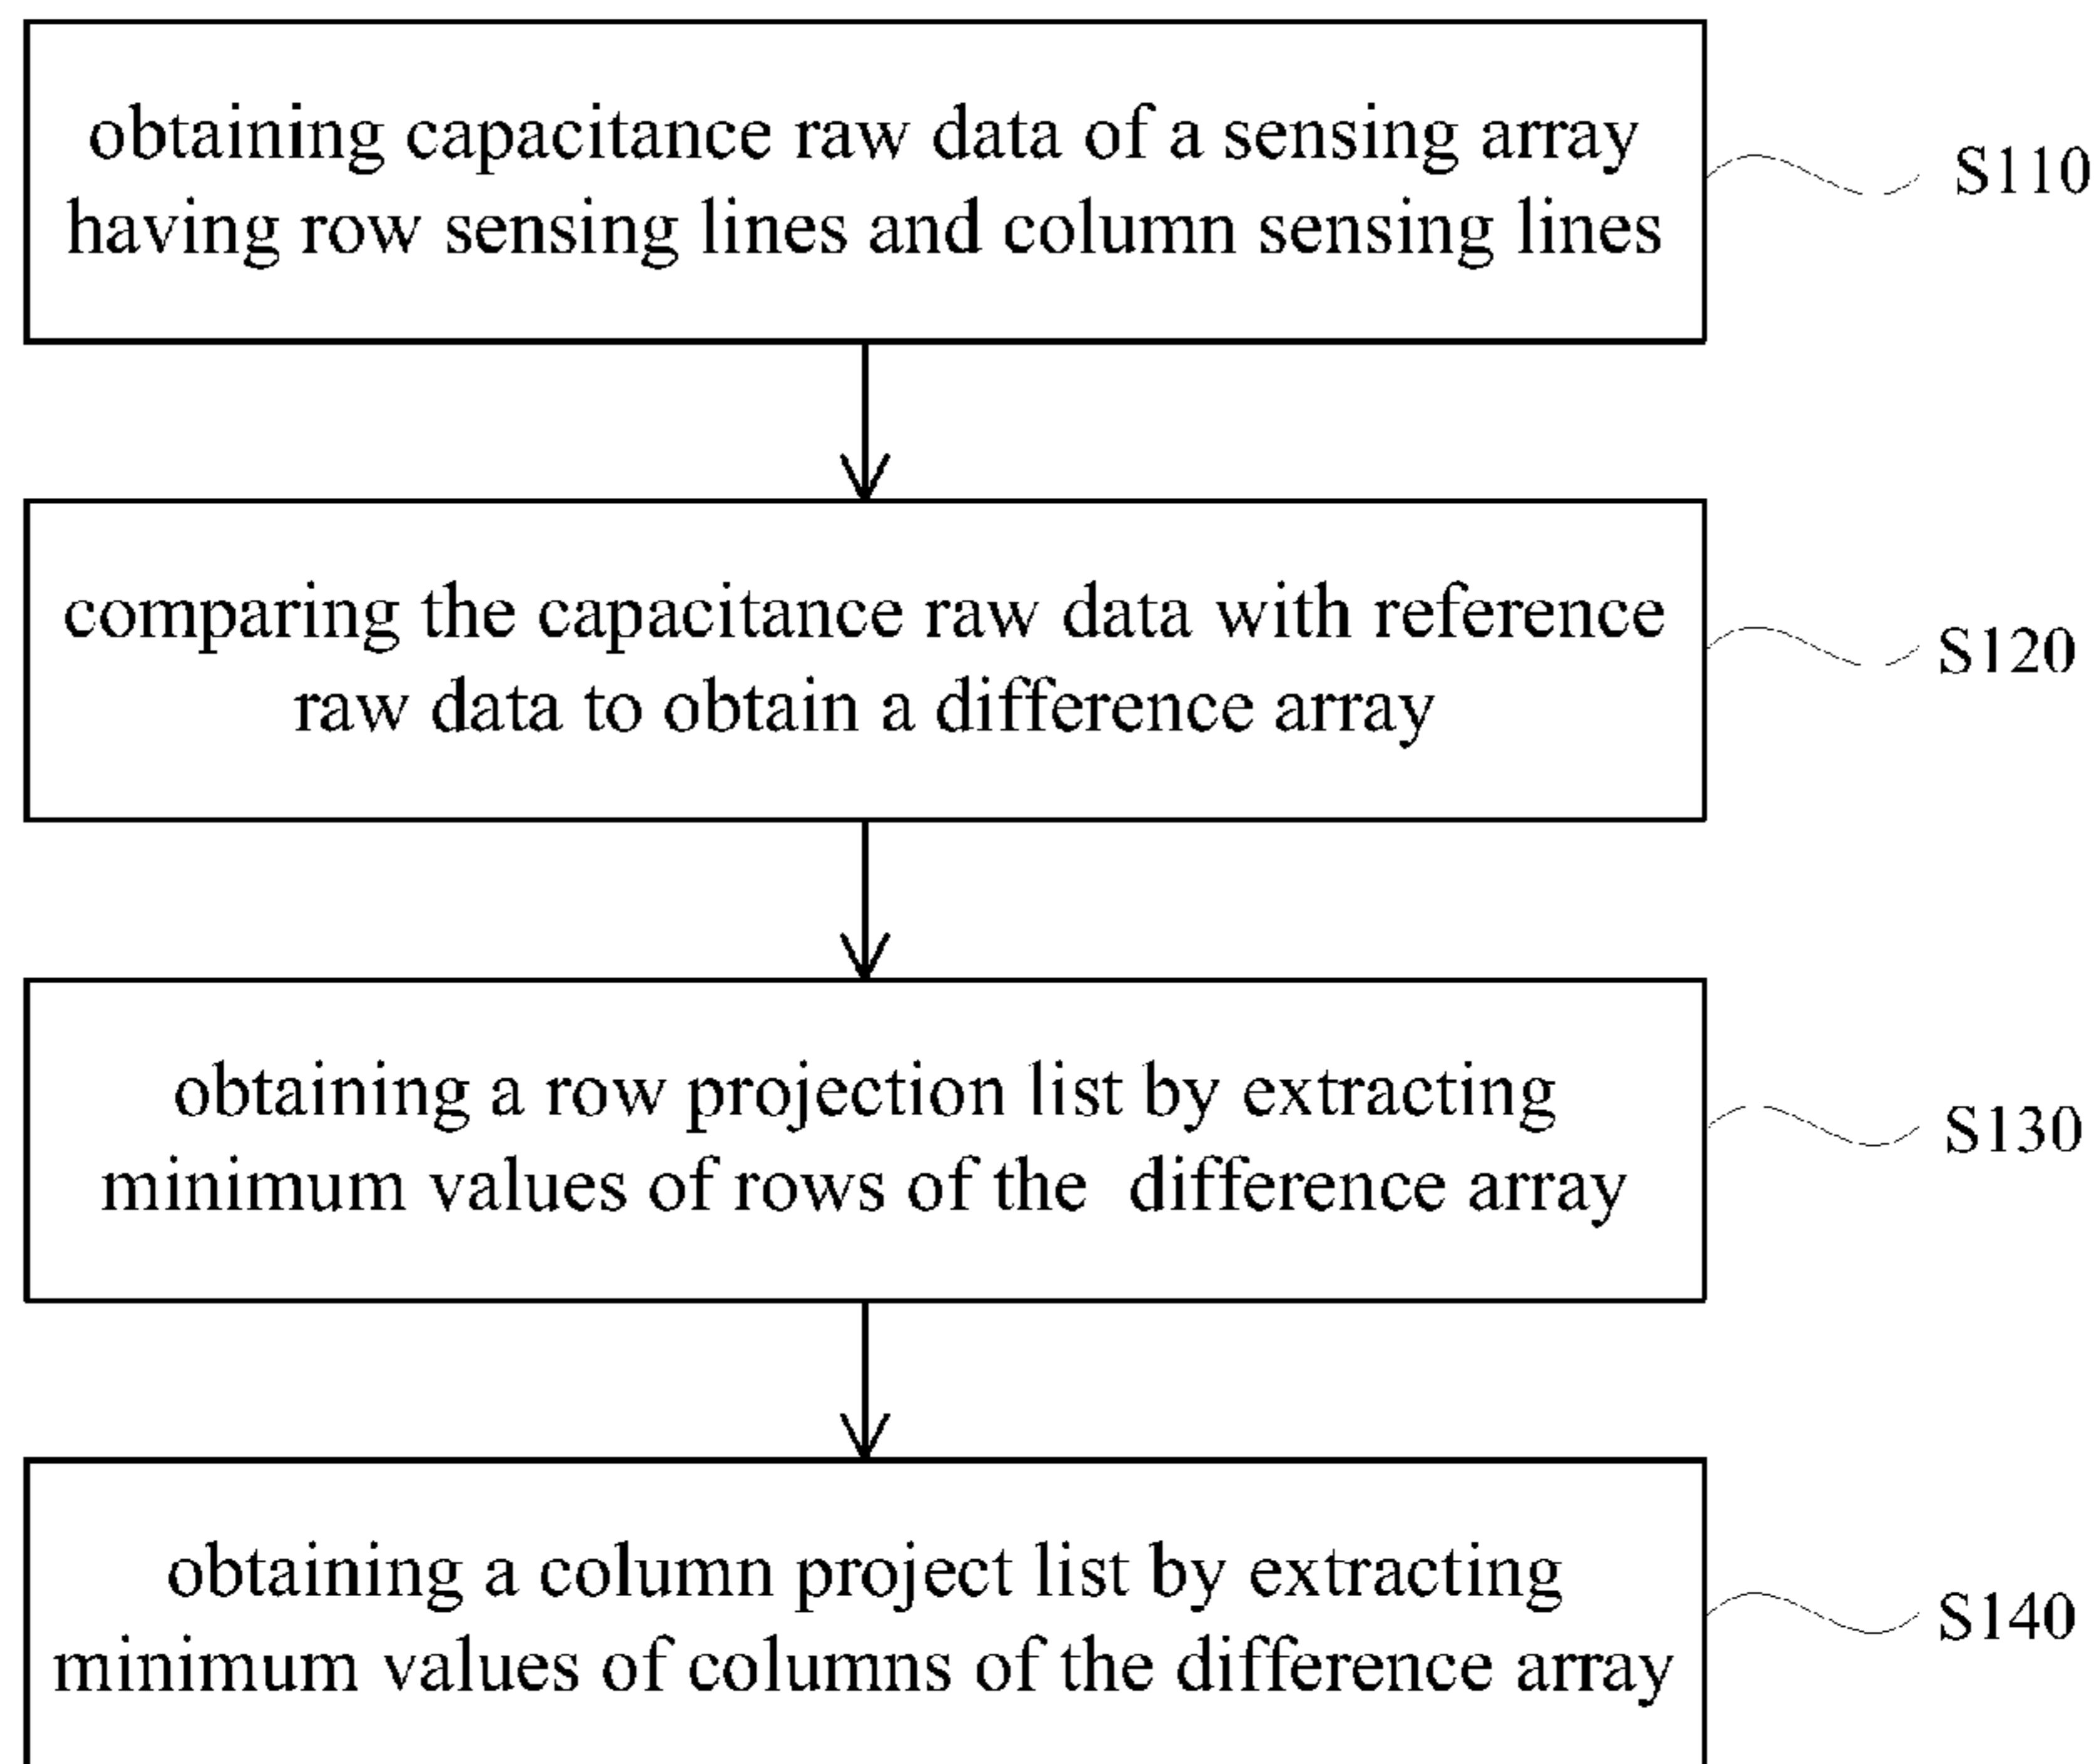 obtaining capacitance raw data of a sensing array
having row sensing lines and column sensing lines
S110
comparing the capacitance raw data with reference
raw data to obtain a difference array
S120
obtaining a row projection list by extracting
minimum values of rows of the difference array
S130
obtaining a column project list by extracting
minimum values of columns of the difference array
S140